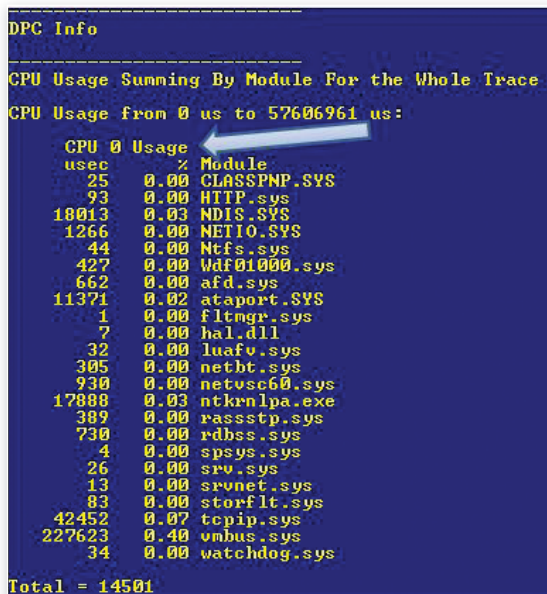 DPC Info
CPU Usage Summing By Module For the Whole Trace
CPU Usage from 0 us to 57606961 us:
CPU 0 Usage
usec % Module
25 0.00 CLASSPNP.SYS
93 0.00 HTTP.sys
18013 0.03 NDIS.SYS
1266 0.00 NETIO.SYS
44 0.00 Ntfs.sys
427 0.00 Wdf01000.sys
662 0.00 afd.sys
11371 0.02 ataport.SYS
1 0.00 fltmgr.sys
7 0.00 hal.dll
32 0.00 luafv.sys
305 0.00 netbt.sys
930 0.00 netvsc60.sys
17888 0.03 ntkrnlpa.exe
389 0.00 rassstp.sys
730 0.00 rdbss.sys
4 0.00 spsys.sys
26 0.00 srv.sys
13 0.00 srvnet.sys
83 0.00 storflt.sys
42452 0.07 tcpip.sys
227623 0.40 vmbus.sys
34 0.00 watchdog.sys
Total = 14501